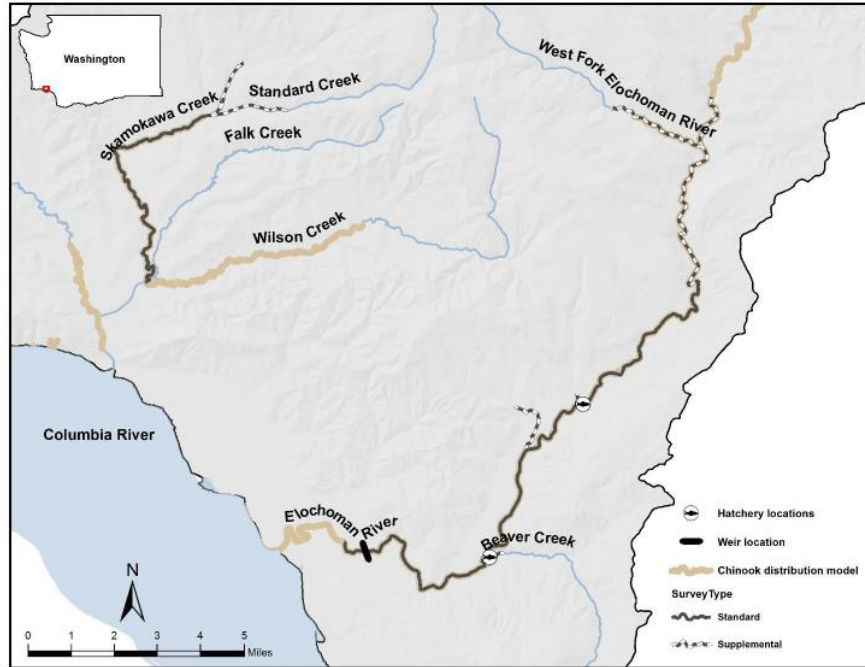 Washington
West Fork Elochoman River
Standard Creek
Skamokawa Creek
Falk Creek
Wilson Creek
Columbia River
Elochoman River
Beaver Creek
Hatchery locations
Weir location
Chinook distribution model
SurveyType
Standard
Supplemental
N
0 1 2 3 4 5
Miles